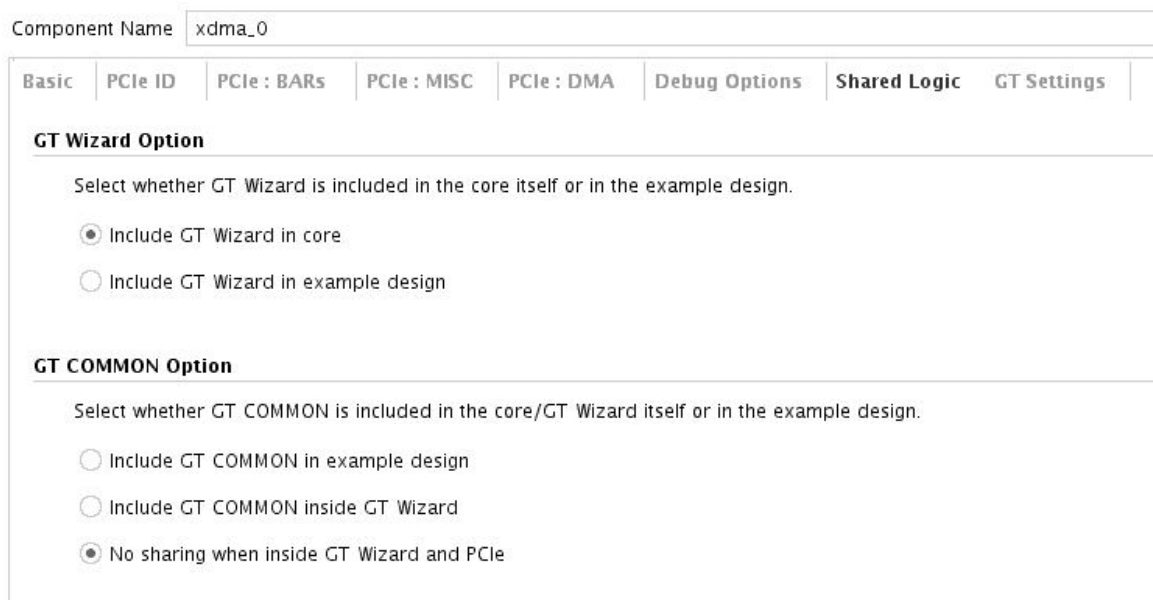 Component Name xdma_0
Basic PCIe ID PCIe : BARs PCIe : MISC PCIe : DMA Debug Options Shared Logic GT Settings
GT Wizard Option
Select whether GT Wizard is included in the core itself or in the example design.
Include GT Wizard in core
Include GT Wizard in example design
GT COMMON Option
Select whether GT COMMON is included in the core/GT Wizard itself or in the example design.
Include GT COMMON in example design
Include GT COMMON inside GT Wizard
No sharing when inside GT Wizard and PCIe